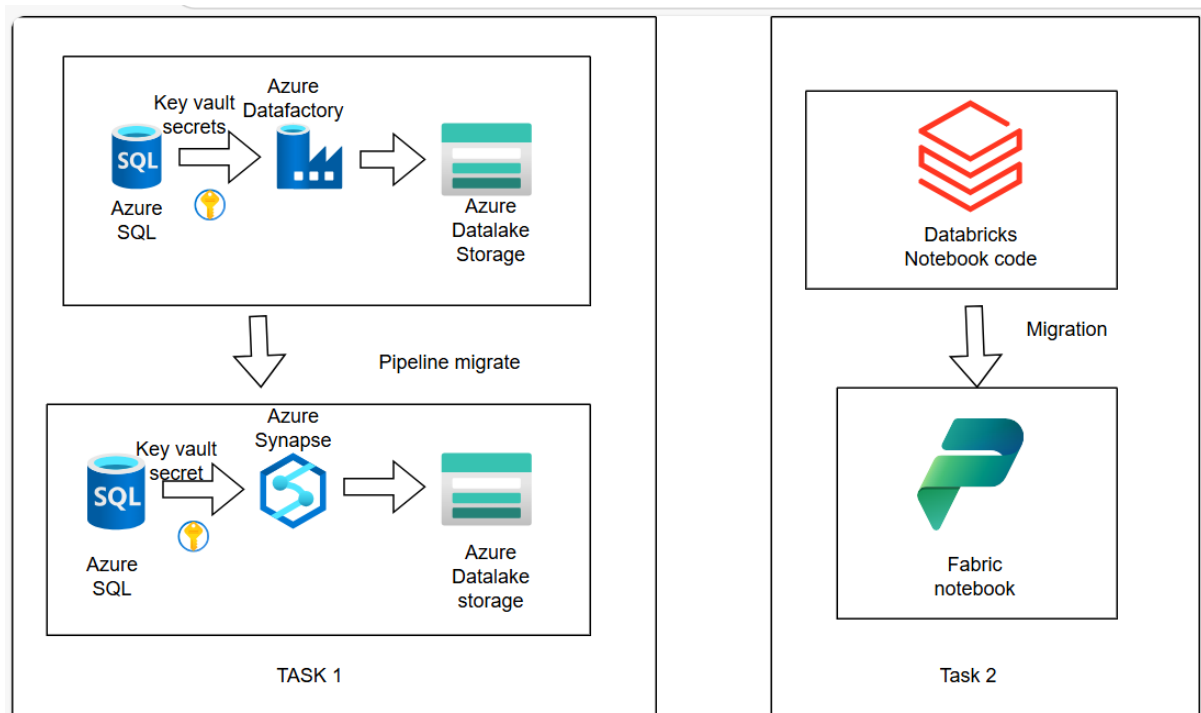 Key vault
secrets
Azure
Datafactory
SQL
Azure
SQL
Azure
Datalake
Storage
Pipeline migrate
Key vault
secret
Azure
Synapse
SQL
Azure
SQL
Azure
Datalake
storage
TASK 1
Databricks
Notebook code
Migration
Fabric
notebook
Task 2